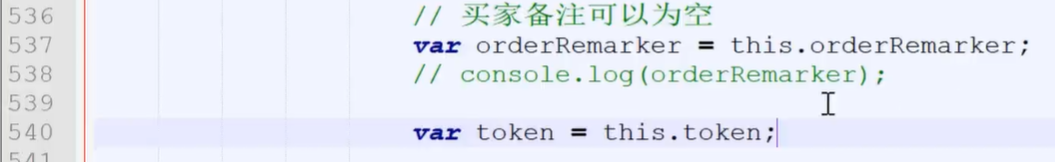 536 // 买家备注可以为空
537 var orderRemarker = this.orderRemarker;
538 // console.log(orderRemarker);
539
540 var token = this.token;
541